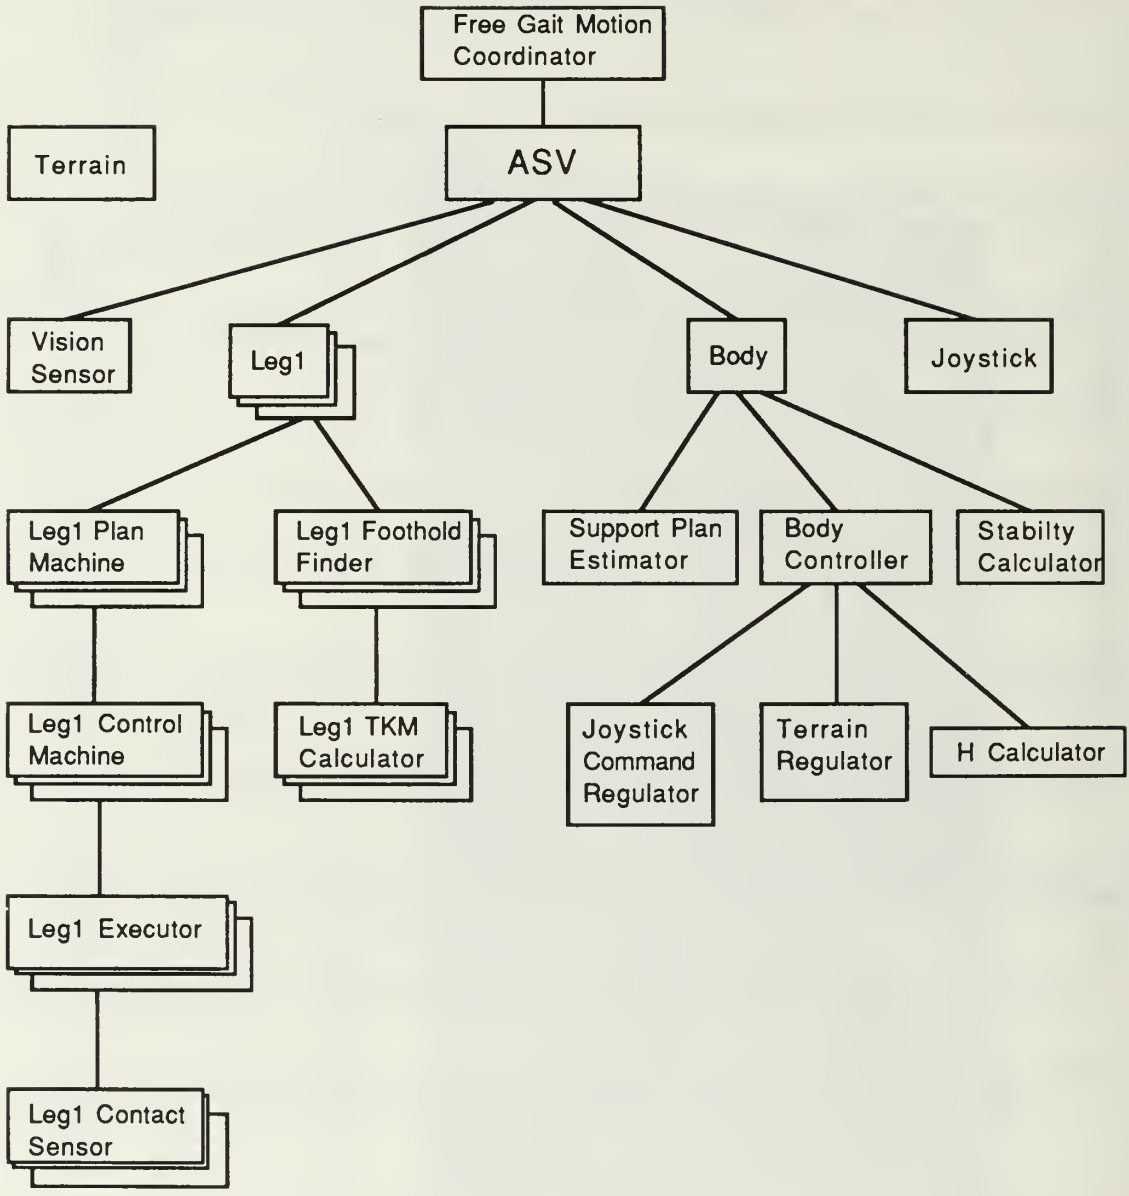 Free Gait Motion
Coordinator
Terrain
ASV
Vision
Sensor
Leg1
Body
Joystick
Leg1 Plan
Machine
Leg1 Foothold
Finder
Support Plan
Estimator
Body
Controller
Stabilty
Calculator
Leg1 Control
Machine
Leg1 TKM
Calculator
Joystick
Command
Regulator
Terrain
Regulator
H Calculator
Leg1 Executor
Leg1 Contact
Sensor